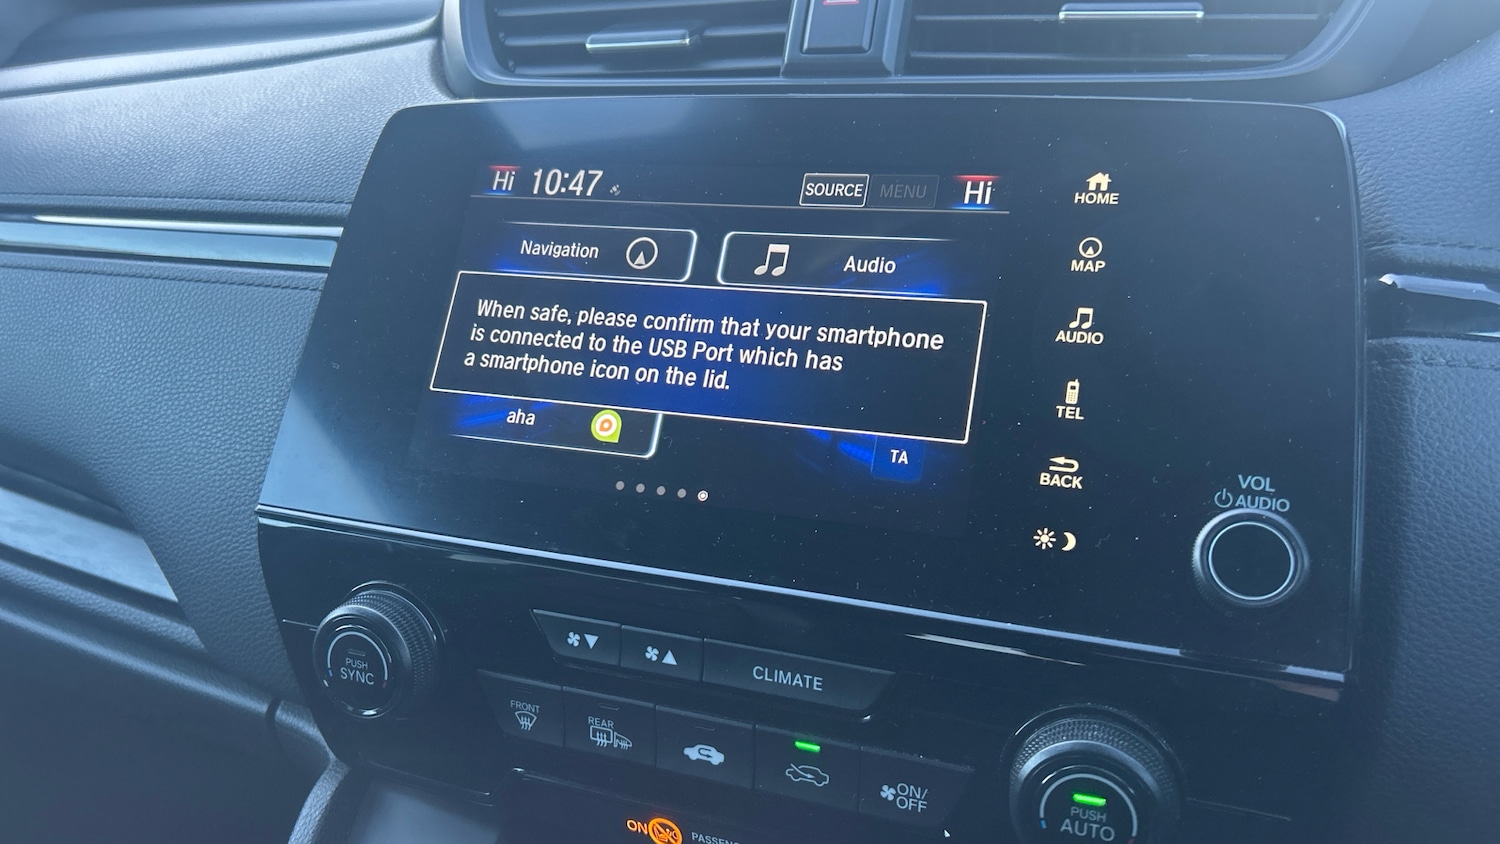 Hi 10:47 SOURCE MENU Hi
HOME
Navigation
Audio
MAP
When safe, please confirm that your smartphone
is connected to the USB Port which has
a smartphone icon on the lid.
AUDIO
TEL
aha
TA
BACK
VOL
AUDIO
PUSH
SYNC
CLIMATE
FRONT
REAR
ON/
OFF
PUSH
AUTO
ON